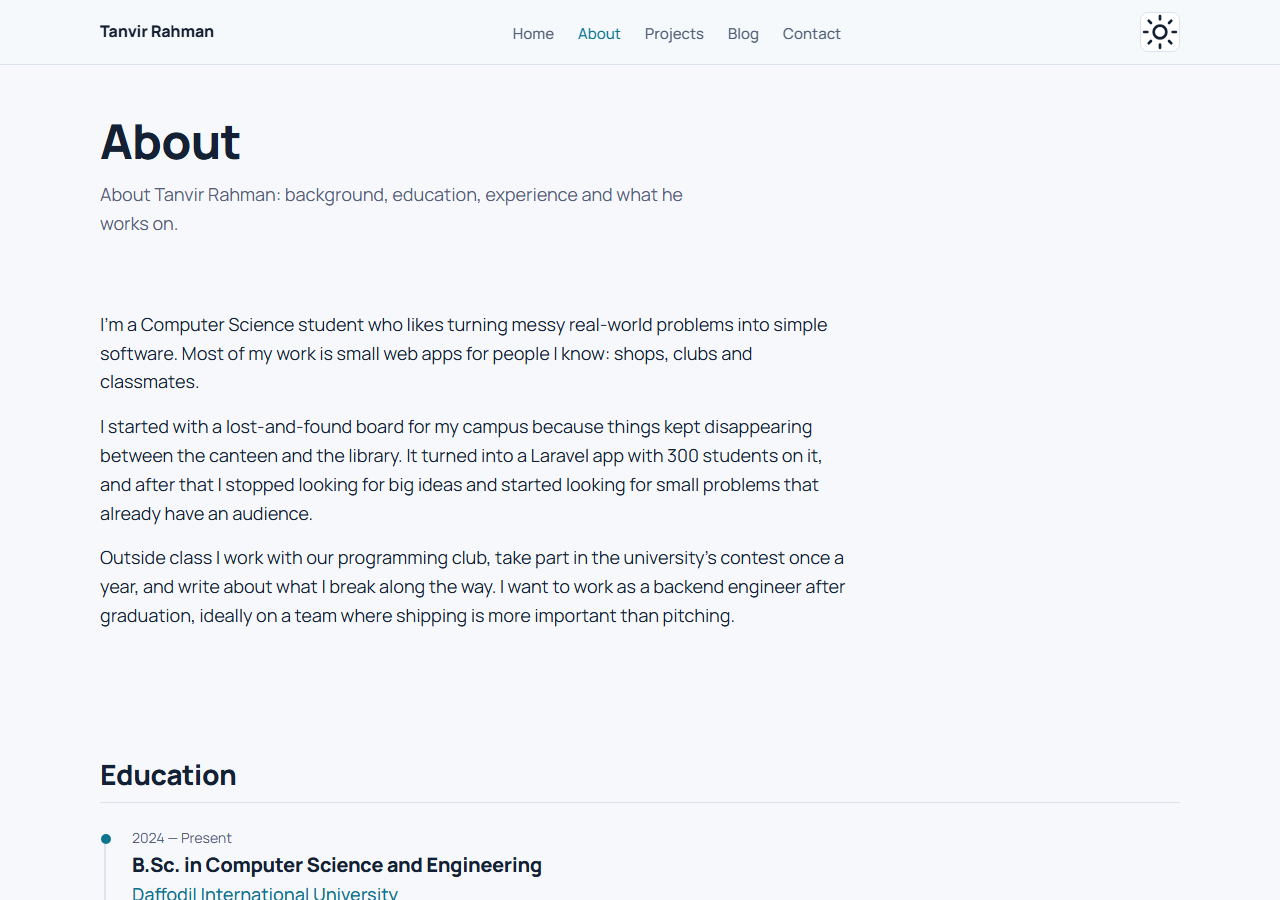 Tanvir Rahman
Home About Projects Blog Contact
About
About Tanvir Rahman: background, education, experience and what he
works on.
I'm a Computer Science student who likes turning messy real-world problems into simple
software. Most of my work is small web apps for people I know: shops, clubs and
classmates.
I started with a lost-and-found board for my campus because things kept disappearing
between the canteen and the library. It turned into a Laravel app with 300 students on it,
and after that I stopped looking for big ideas and started looking for small problems that
already have an audience.
Outside class I work with our programming club, take part in the university's contest once a
year, and write about what I break along the way. I want to work as a backend engineer after
graduation, ideally on a team where shipping is more important than pitching.
Education
2024 — Present
B.Sc. in Computer Science and Engineering
Daffodil International University